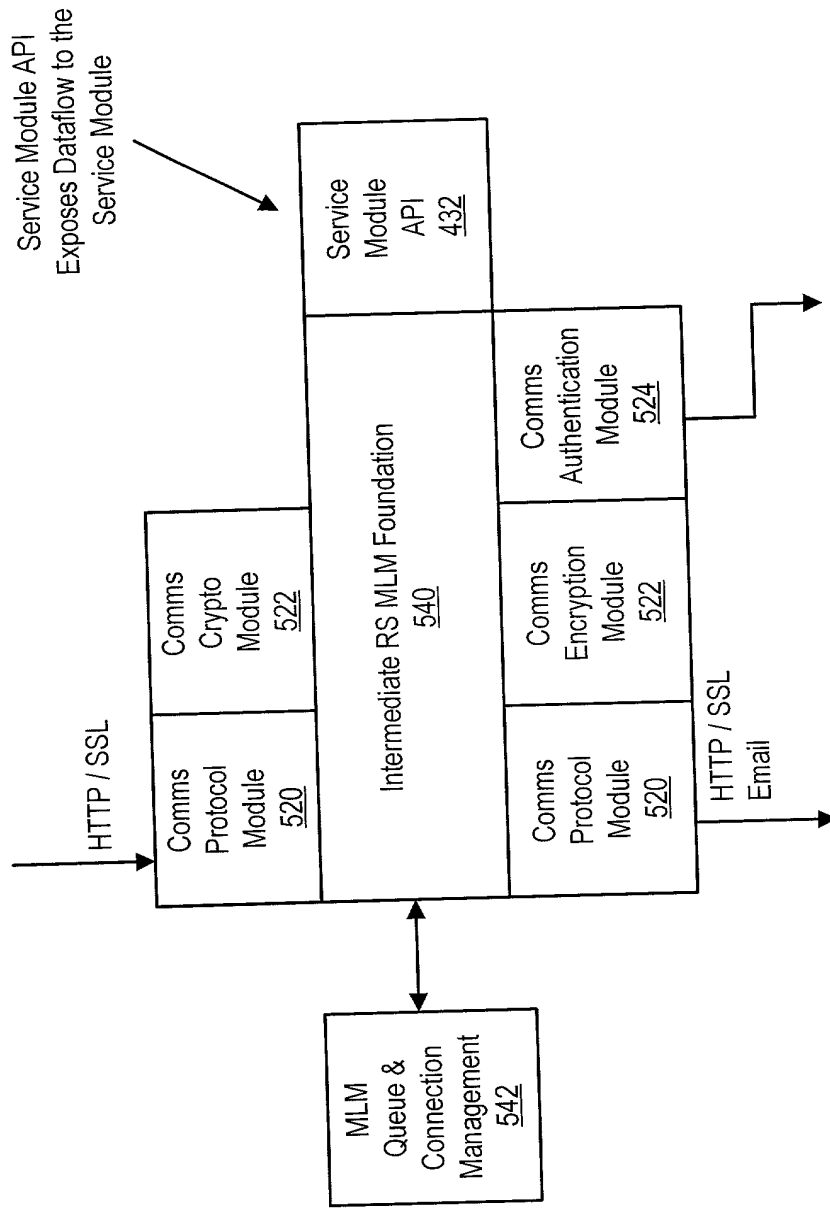 Service Module API
Exposes Dataflow to the
Service Module
HTTP / SSL
Comms
Protocol
Module
520
Comms
Crypto
Module
522
Service
Module
API
432
Intermediate RS MLM Foundation
540
MLM
Queue &
Connection
Management
542
Comms
Protocol
Module
520
Comms
Encryption
Module
522
Comms
Authentication
Module
524
HTTP / SSL
Email